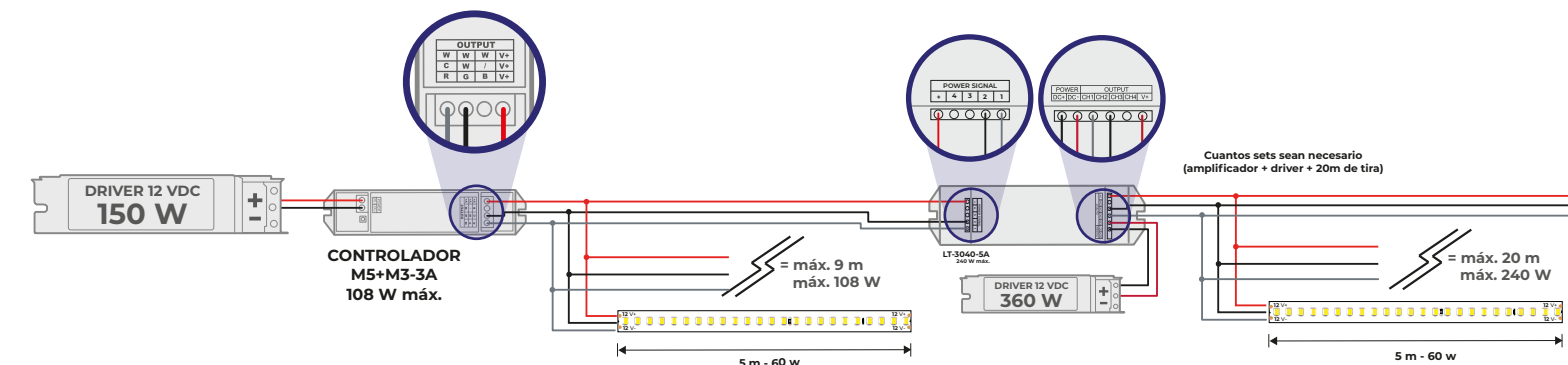 OUTPUT
W W W V+
C W / V+
R G B V+
DRIVER 12 VDC
150 W
+
-
CONTROLADOR
M5+M3-3A
108 W máx.
= máx. 9 m
máx. 108 W
12 V+ 12 V+
12 V- 12 V-
5 m - 60 w
POWER SIGNAL
+ 4 3 2 1
POWER OUTPUT
DC+ DC- CH1 CH2 CH3 CH4 V+
LT-3040-5A
240 W máx.
DRIVER 12 VDC
360 W
+
-
Cuantos sets sean necesario
(amplificador + driver + 20m de tira)
= máx. 20 m
máx. 240 W
12 V+ 12 V+
12 V- 12 V-
5 m - 60 w